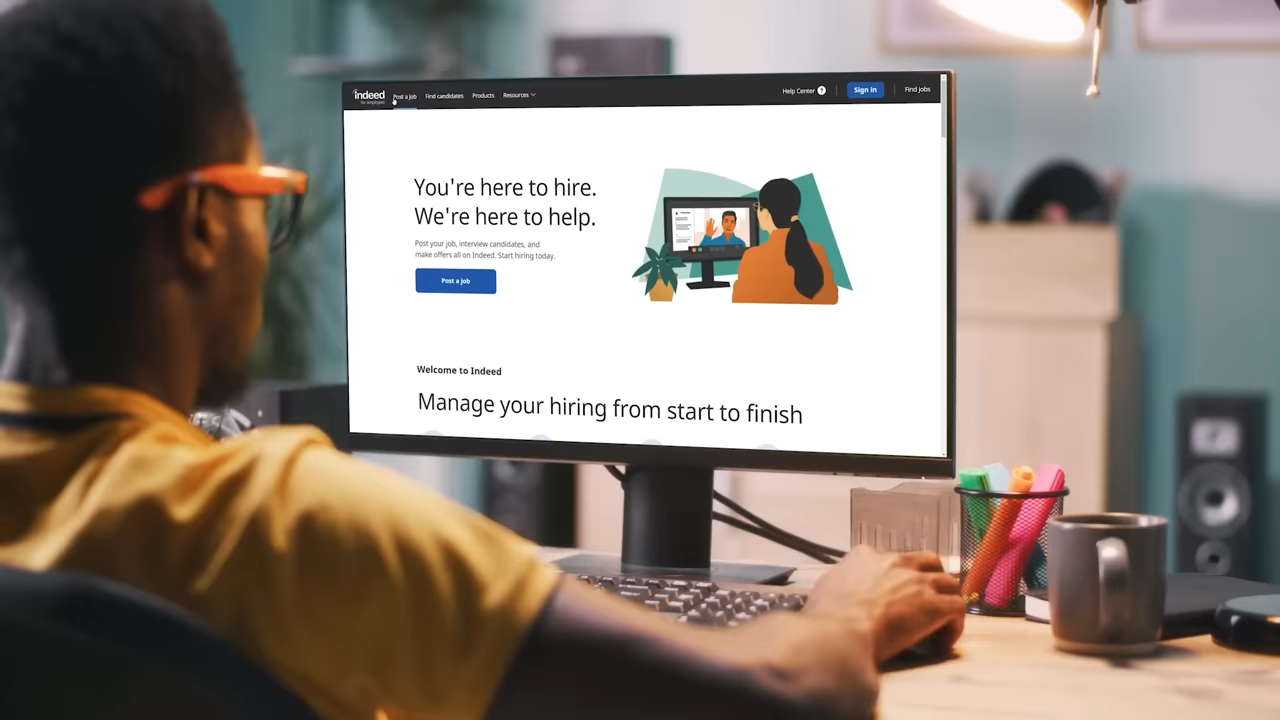 indeed
for employers
Post a job
Find candidates
Products
Resources
Help Center ?
Sign in
Find jobs
You're here to hire.
We're here to help.
Post your job, interview candidates, and
make offers all on Indeed. Start hiring today.
Post a job
Welcome to Indeed
Manage your hiring from start to finish